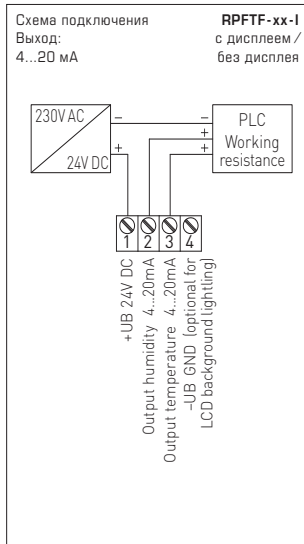 Схема подключения
Выход:
4...20 мА
RPFTF-xx-I
с дисплеем /
без дисплея
230V AC
24V DC
+
−
−
+
+
PLC
Working
resistance
1 2 3 4
+UB 24V DC
Output humidity 4...20mA
Output temperature 4...20mA
−UB GND (optional for
LCD background lightling)